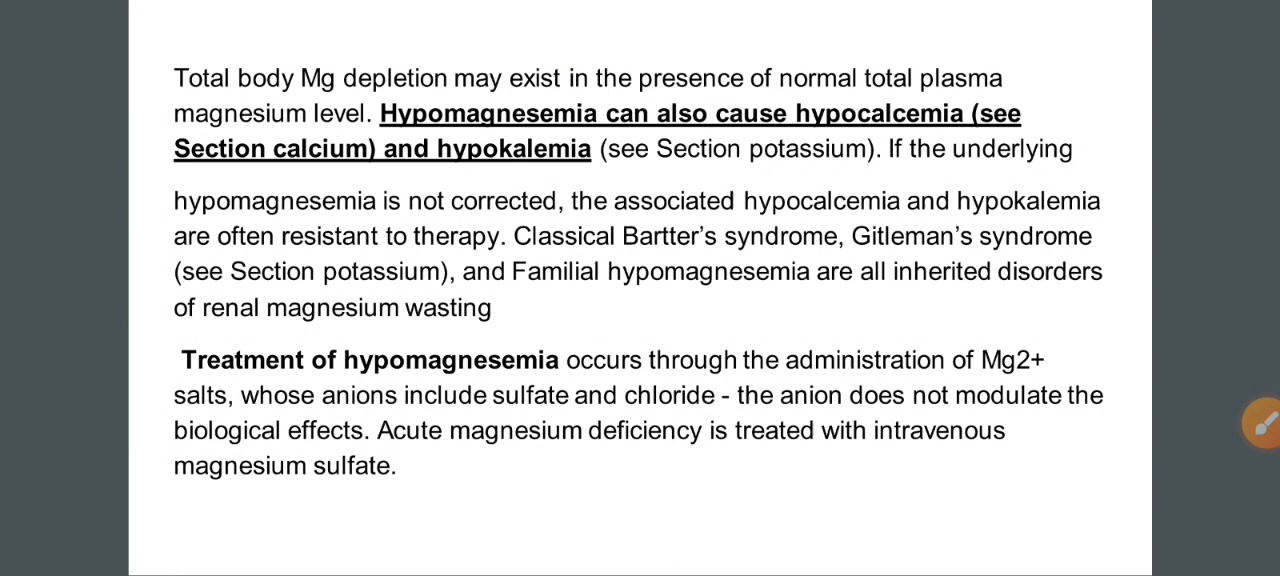 Total body Mg depletion may exist in the presence of normal total plasma
magnesium level. Hypomagnesemia can also cause hypocalcemia (see
Section calcium) and hypokalemia (see Section potassium). If the underlying
hypomagnesemia is not corrected, the associated hypocalcemia and hypokalemia
are often resistant to therapy. Classical Bartter’s syndrome, Gitleman’s syndrome
(see Section potassium), and Familial hypomagnesemia are all inherited disorders
of renal magnesium wasting
Treatment of hypomagnesemia occurs through the administration of Mg2+
salts, whose anions include sulfate and chloride - the anion does not modulate the
biological effects. Acute magnesium deficiency is treated with intravenous
magnesium sulfate.